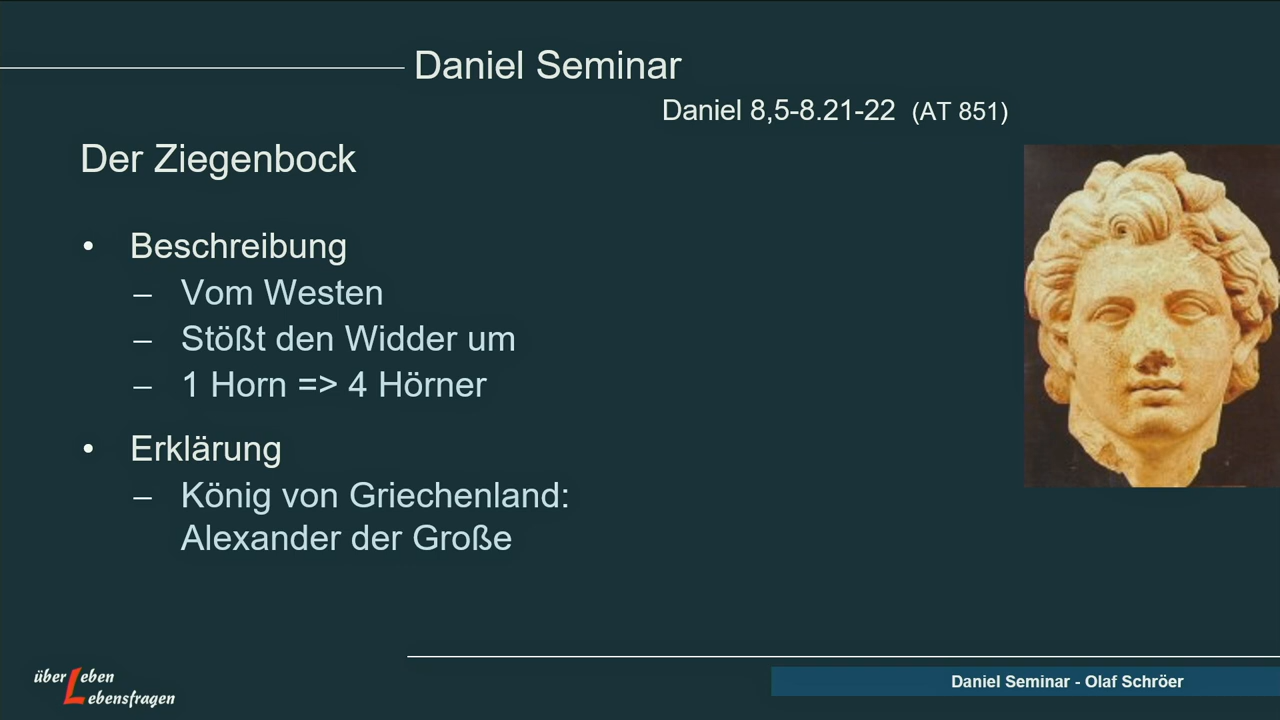 Daniel Seminar
Daniel 8,5-8.21-22 (AT 851)
Der Ziegenbock
• Beschreibung
– Vom Westen
– Stößt den Widder um
– 1 Horn => 4 Hörner
• Erklärung
– König von Griechenland:
Alexander der Große
über Leben
Lebensfragen
Daniel Seminar - Olaf Schröer